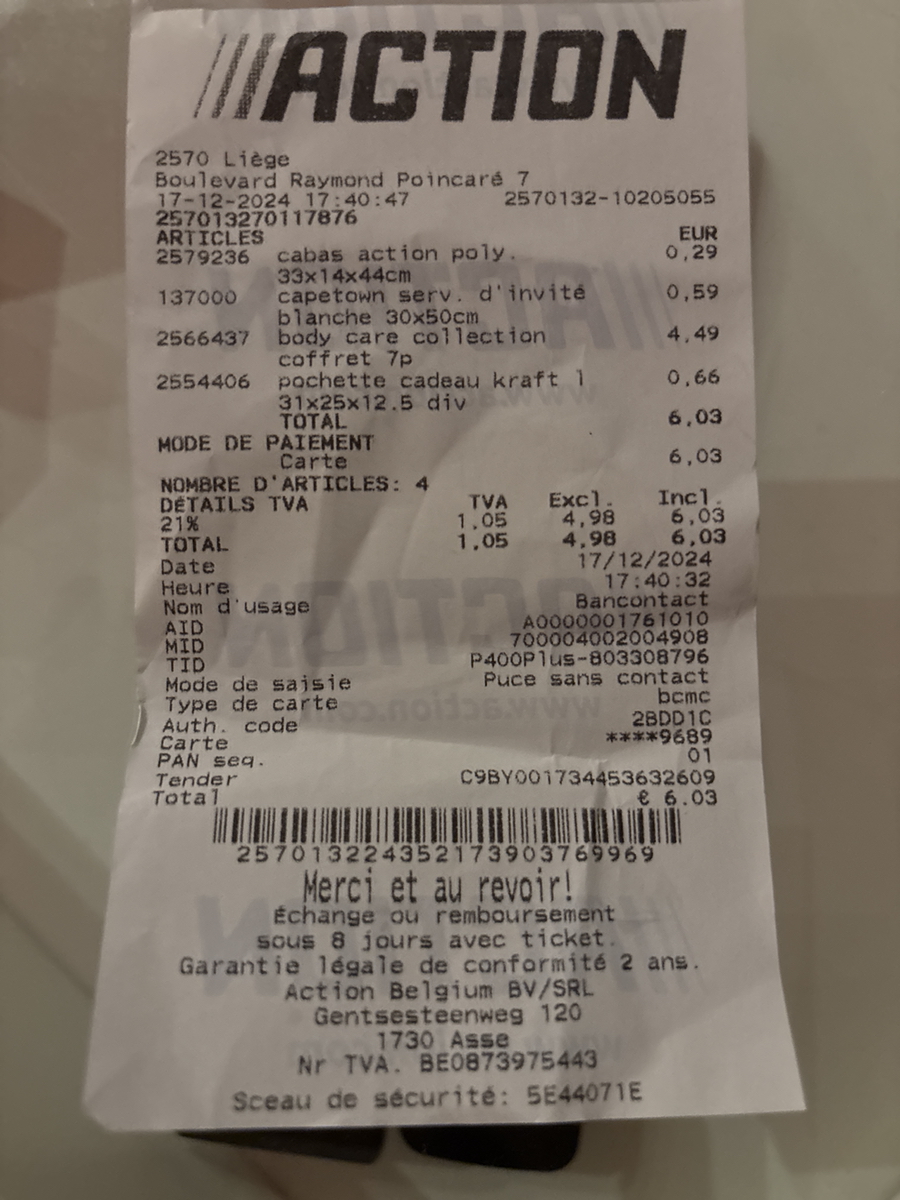 ACTION
2570 Liège
Boulevard Raymond Poincaré 7
17-12-2024 17:40:47 2570132-10205055
257013270117876
ARTICLES EUR
2579236 cabas action poly. 0,29
33x14x44cm
137000 capetown serv. d'invité 0,59
blanche 30x50cm
2566437 body care collection 4,49
coffret 7p
2554406 pochette cadeau kraft 1 0,66
31x25x12.5 div
TOTAL 6,03
MODE DE PAIEMENT
Carte 6,03
NOMBRE D'ARTICLES: 4
DÉTAILS TVA TVA Excl. Incl.
21% 1,05 4,98 6,03
TOTAL 1,05 4,98 6,03
Date 17/12/2024
Heure 17:40:32
Nom d'usage Bancontact
AID A0000001761010
MID 700004002004908
TID P400Plus-803308796
Mode de saisie Puce sans contact
Type de carte bcmc
Auth. code 2BDD1C
Carte ****9689
PAN seq. 01
Tender C9BY001734453632609
Total € 6.03
257013224352173903769969
Merci et au revoir!
Échange ou remboursement
sous 8 jours avec ticket.
Garantie légale de conformité 2 ans.
Action Belgium BV/SRL
Gentsesteenweg 120
1730 Asse
Nr TVA. BE0873975443
Sceau de sécurité: 5E44071E